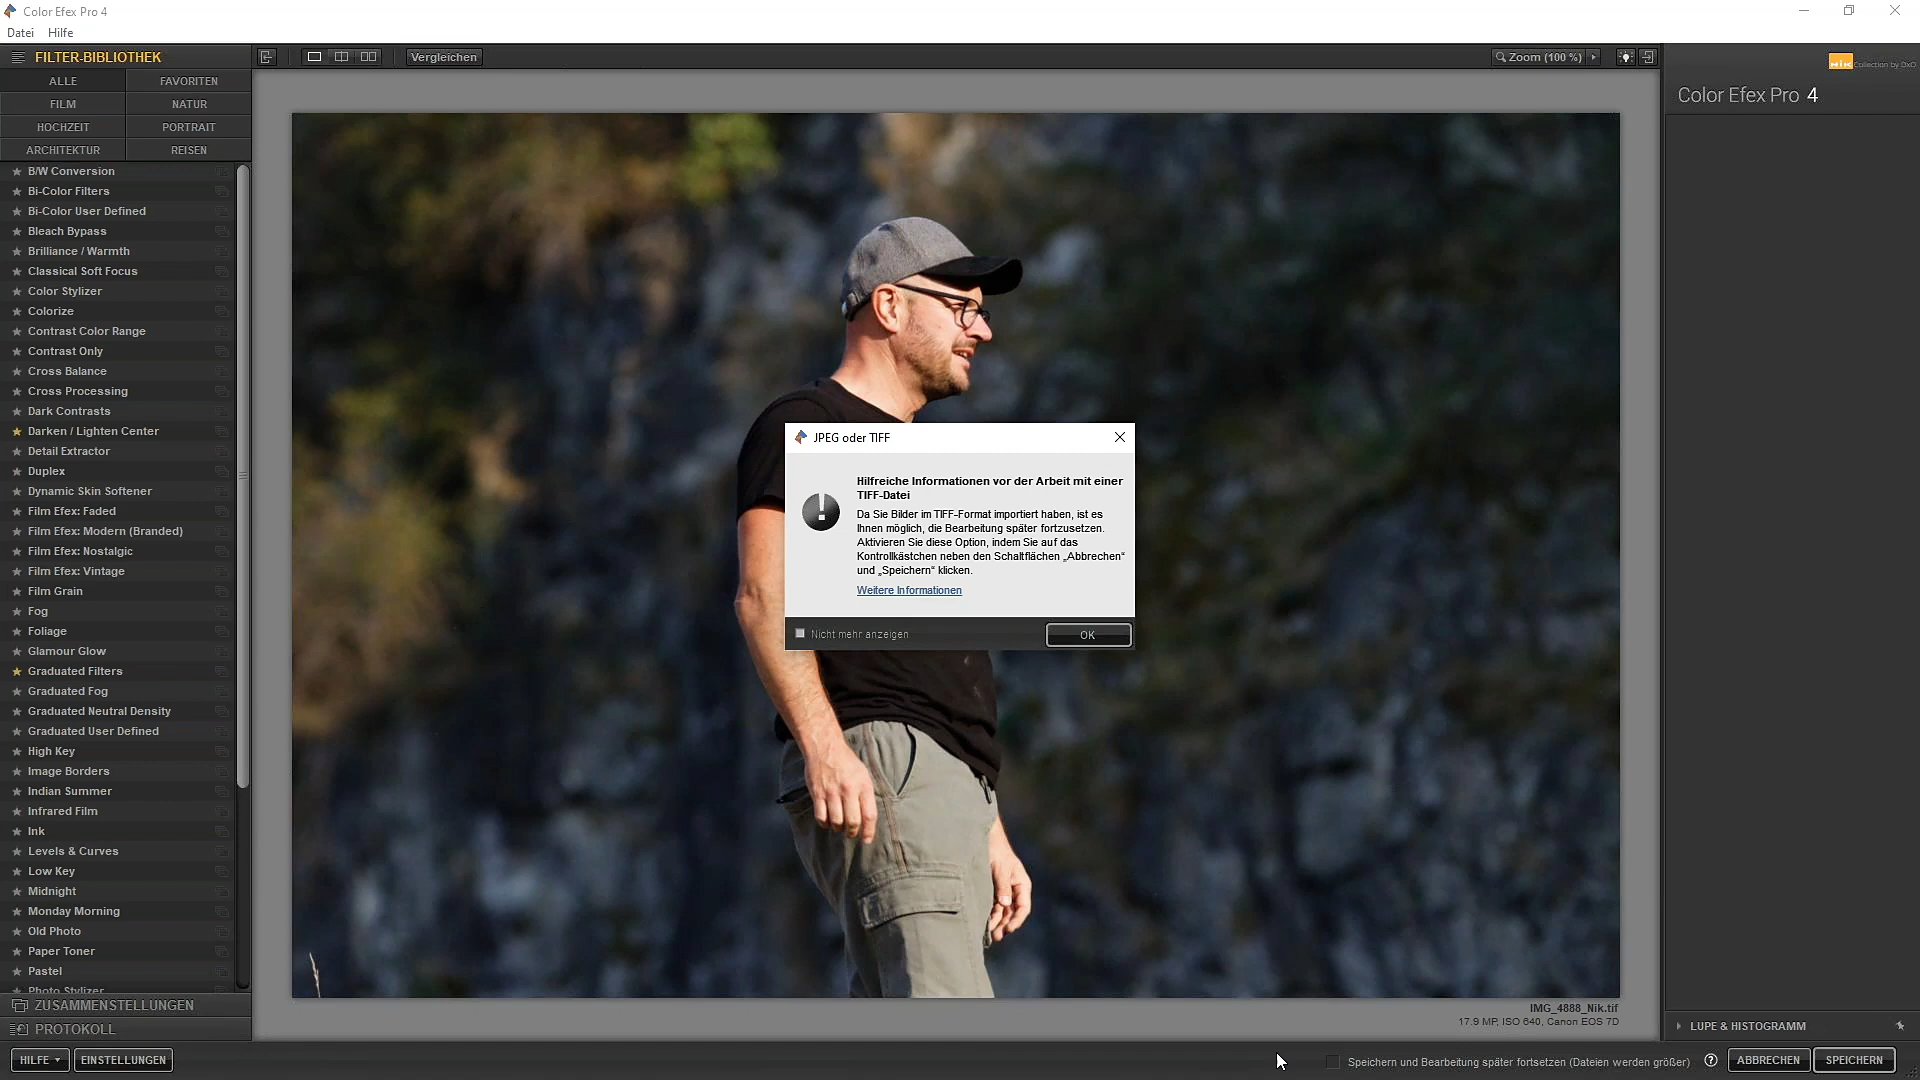 Color Efex Pro 4
Datei Hilfe
FILTER-BIBLIOTHEK
Vergleichen
Zoom (100 %)
ALLE FAVORITEN
FILM NATUR
HOCHZEIT PORTRAIT
ARCHITEKTUR REISEN
B/W Conversion
Bi-Color Filters
Bi-Color User Defined
Bleach Bypass
Brilliance / Warmth
Classical Soft Focus
Color Stylizer
Colorize
Contrast Color Range
Contrast Only
Cross Balance
Cross Processing
Dark Contrasts
Darken / Lighten Center
Detail Extractor
Duplex
Dynamic Skin Softener
Film Efex: Faded
Film Efex: Modern (Branded)
Film Efex: Nostalgic
Film Efex: Vintage
Film Grain
Fog
Foliage
Glamour Glow
Graduated Filters
Graduated Fog
Graduated Neutral Density
Graduated User Defined
High Key
Image Borders
Indian Summer
Infrared Film
Ink
Levels & Curves
Low Key
Midnight
Monday Morning
Old Photo
Paper Toner
Pastel
Photo Stylizer
ZUSAMMENSTELLUNGEN
PROTOKOLL
HILFE EINSTELLUNGEN
JPEG oder TIFF
Hilfreiche Informationen vor der Arbeit mit einer
TIFF-Datei
Da Sie Bilder im TIFF-Format importiert haben, ist es
Ihnen möglich, die Bearbeitung später fortzusetzen.
Aktivieren Sie diese Option, indem Sie auf das
Kontrollkästchen neben den Schaltflächen „Abbrechen“
und „Speichern“ klicken.
Weitere Informationen
Nicht mehr anzeigen
OK
IMG_4888_Nik.tif
17.9 MP, ISO 640, Canon EOS 7D
Nik Collection by DxO
Color Efex Pro 4
LUPE & HISTOGRAMM
Speichern und Bearbeitung später fortsetzen (Dateien werden größer)
ABBRECHEN SPEICHERN